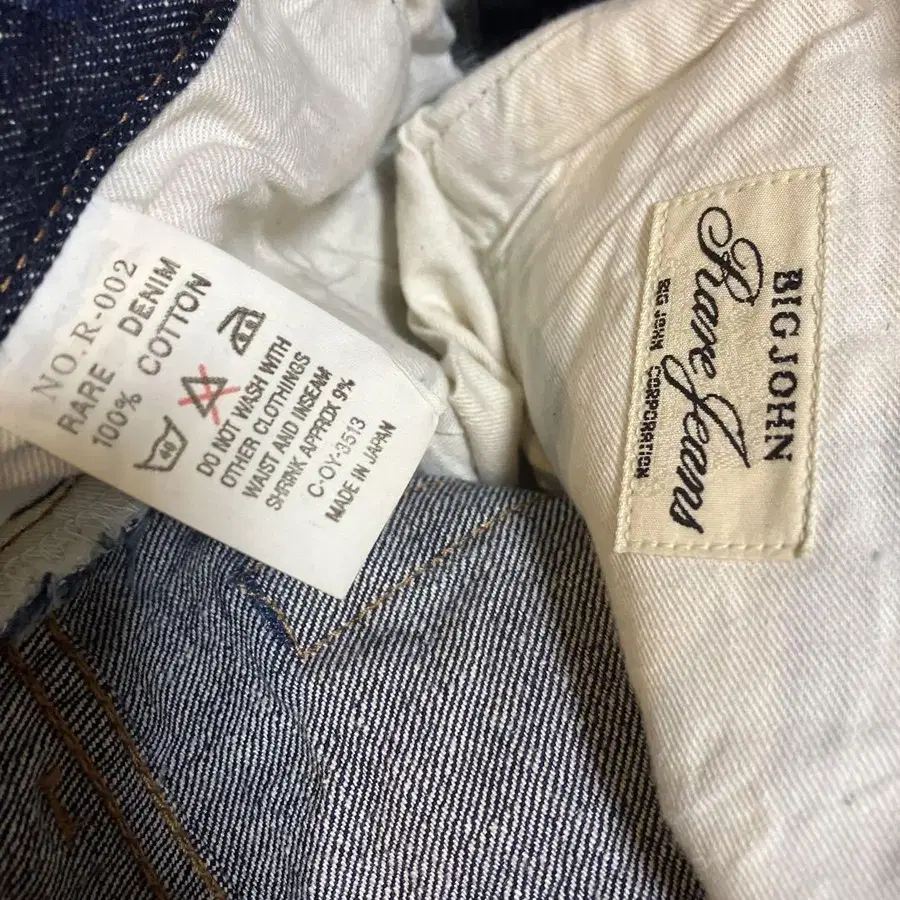 NO.R-002
RARE DENIM
100% COTTON
40
DO NOT WASH WITH
OTHER CLOTHINGS
WAIST AND INSEAM
SHRINK APPROX 9%
C-OY-3513
MADE IN JAPAN
BIG JOHN
Rare Jeans
BIG JOHN CORPORATION